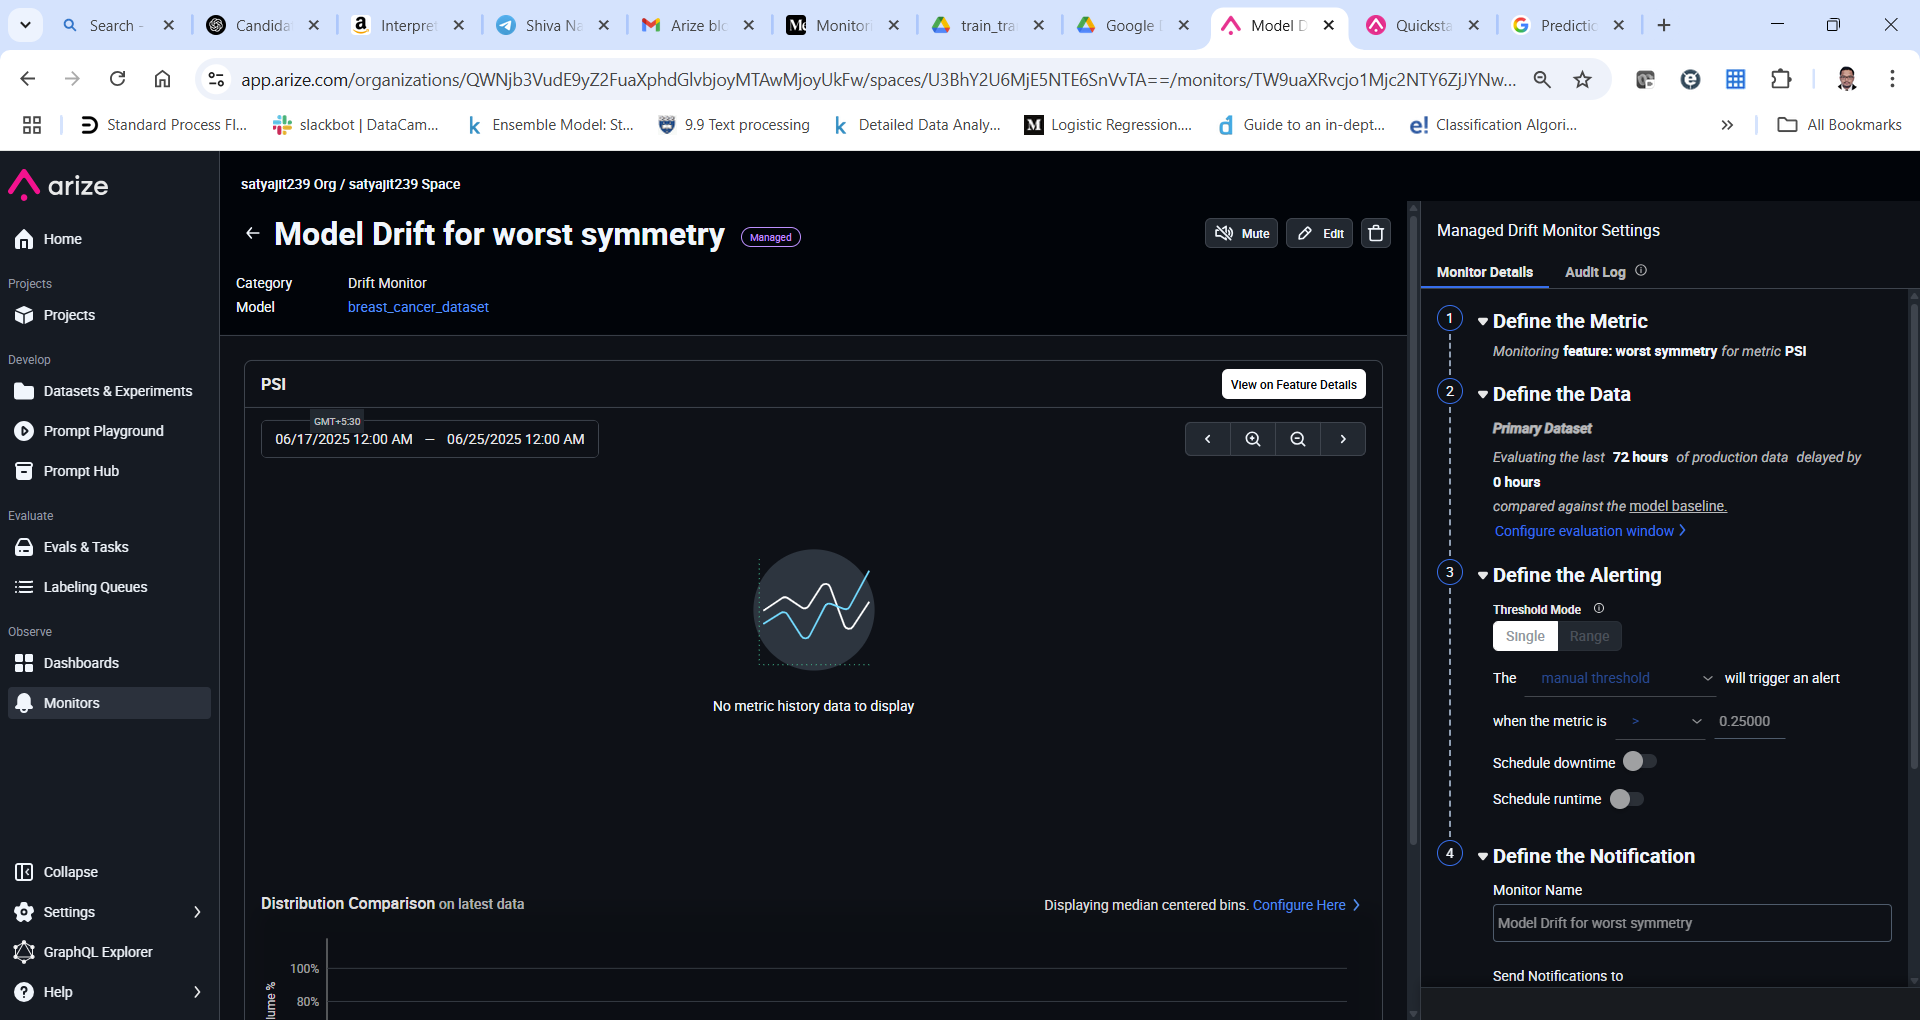 Search -
Candida
Interpret
Shiva Na
Arize blo
Monitori
train_tra
Google D
Model D
Quicksta
Predictio
app.arize.com/organizations/QWNjb3VudE9yZ2FuaXphdGlvbjoyMTAwMjoyUkFw/spaces/U3BhY2U6MjE5NTE6SnVvTA==/monitors/TW9uaXRvcjo1Mjc2NTY6ZjJYNw...
Standard Process Fl...
slackbot | DataCam...
Ensemble Model: St...
9.9 Text processing
Detailed Data Analy...
Logistic Regression....
Guide to an in-dept...
Classification Algori...
All Bookmarks
arize
Home
Projects
Projects
Develop
Datasets & Experiments
Prompt Playground
Prompt Hub
Evaluate
Evals & Tasks
Labeling Queues
Observe
Dashboards
Monitors
Collapse
Settings
GraphQL Explorer
Help
satyajit239 Org / satyajit239 Space
Model Drift for worst symmetry
Managed
Mute
Edit
Category Drift Monitor
Model breast_cancer_dataset
PSI
View on Feature Details
GMT+5:30
06/17/2025 12:00 AM — 06/25/2025 12:00 AM
No metric history data to display
Distribution Comparison on latest data
Displaying median centered bins. Configure Here
100%
80%
Managed Drift Monitor Settings
Monitor Details
Audit Log
1
Define the Metric
Monitoring feature: worst symmetry for metric PSI
2
Define the Data
Primary Dataset
Evaluating the last 72 hours of production data delayed by
0 hours
compared against the model baseline.
Configure evaluation window
3
Define the Alerting
Threshold Mode
Single
Range
The manual threshold will trigger an alert
when the metric is > 0.25000
Schedule downtime
Schedule runtime
4
Define the Notification
Monitor Name
Model Drift for worst symmetry
Send Notifications to